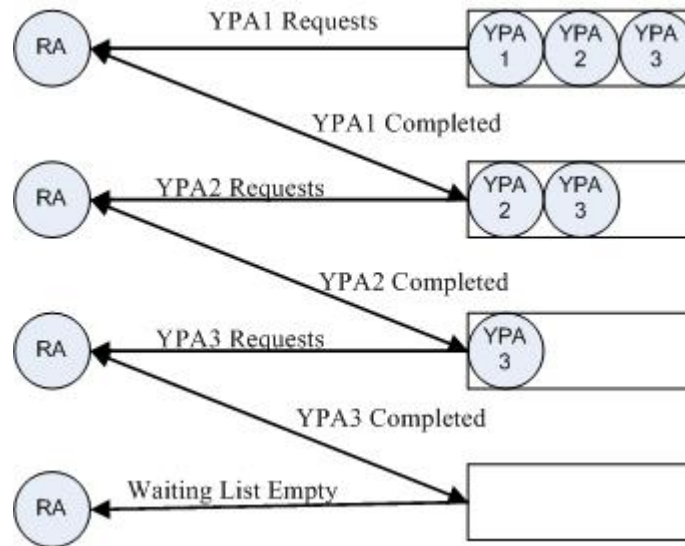 RA
YPA1 Requests
YPA
1
YPA
2
YPA
3
YPA1 Completed
RA
YPA2 Requests
YPA
2
YPA
3
YPA2 Completed
RA
YPA3 Requests
YPA
3
YPA3 Completed
RA
Waiting List Empty